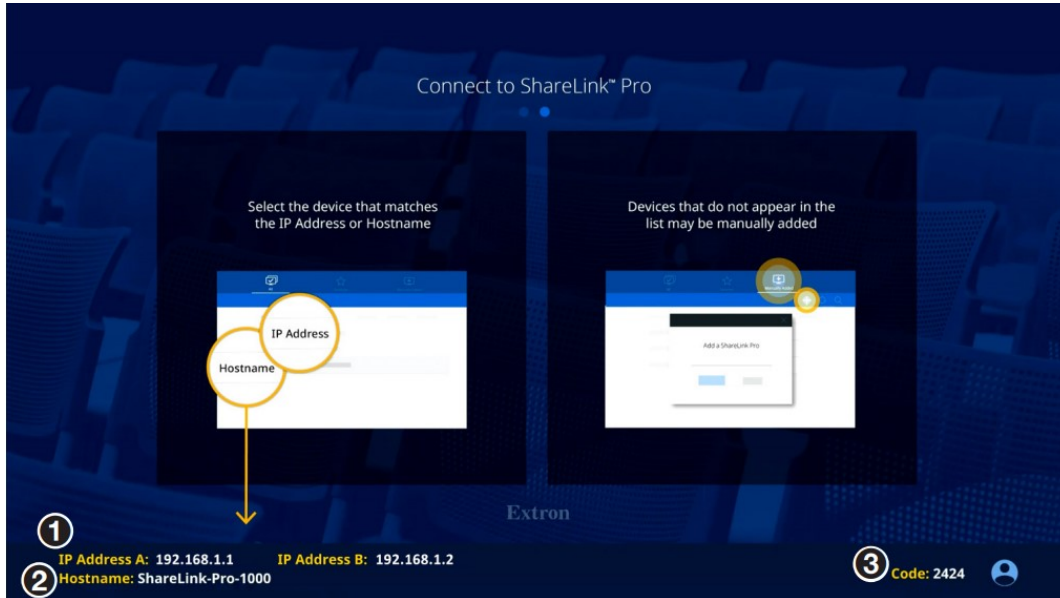 Connect to ShareLink™ Pro
Select the device that matches
the IP Address or Hostname
IP Address
Hostname
Devices that do not appear in the
list may be manually added
Manually Added
Add a ShareLink Pro
Extron
1
IP Address A: 192.168.1.1 IP Address B: 192.168.1.2
2 Hostname: ShareLink-Pro-1000
3 Code: 2424